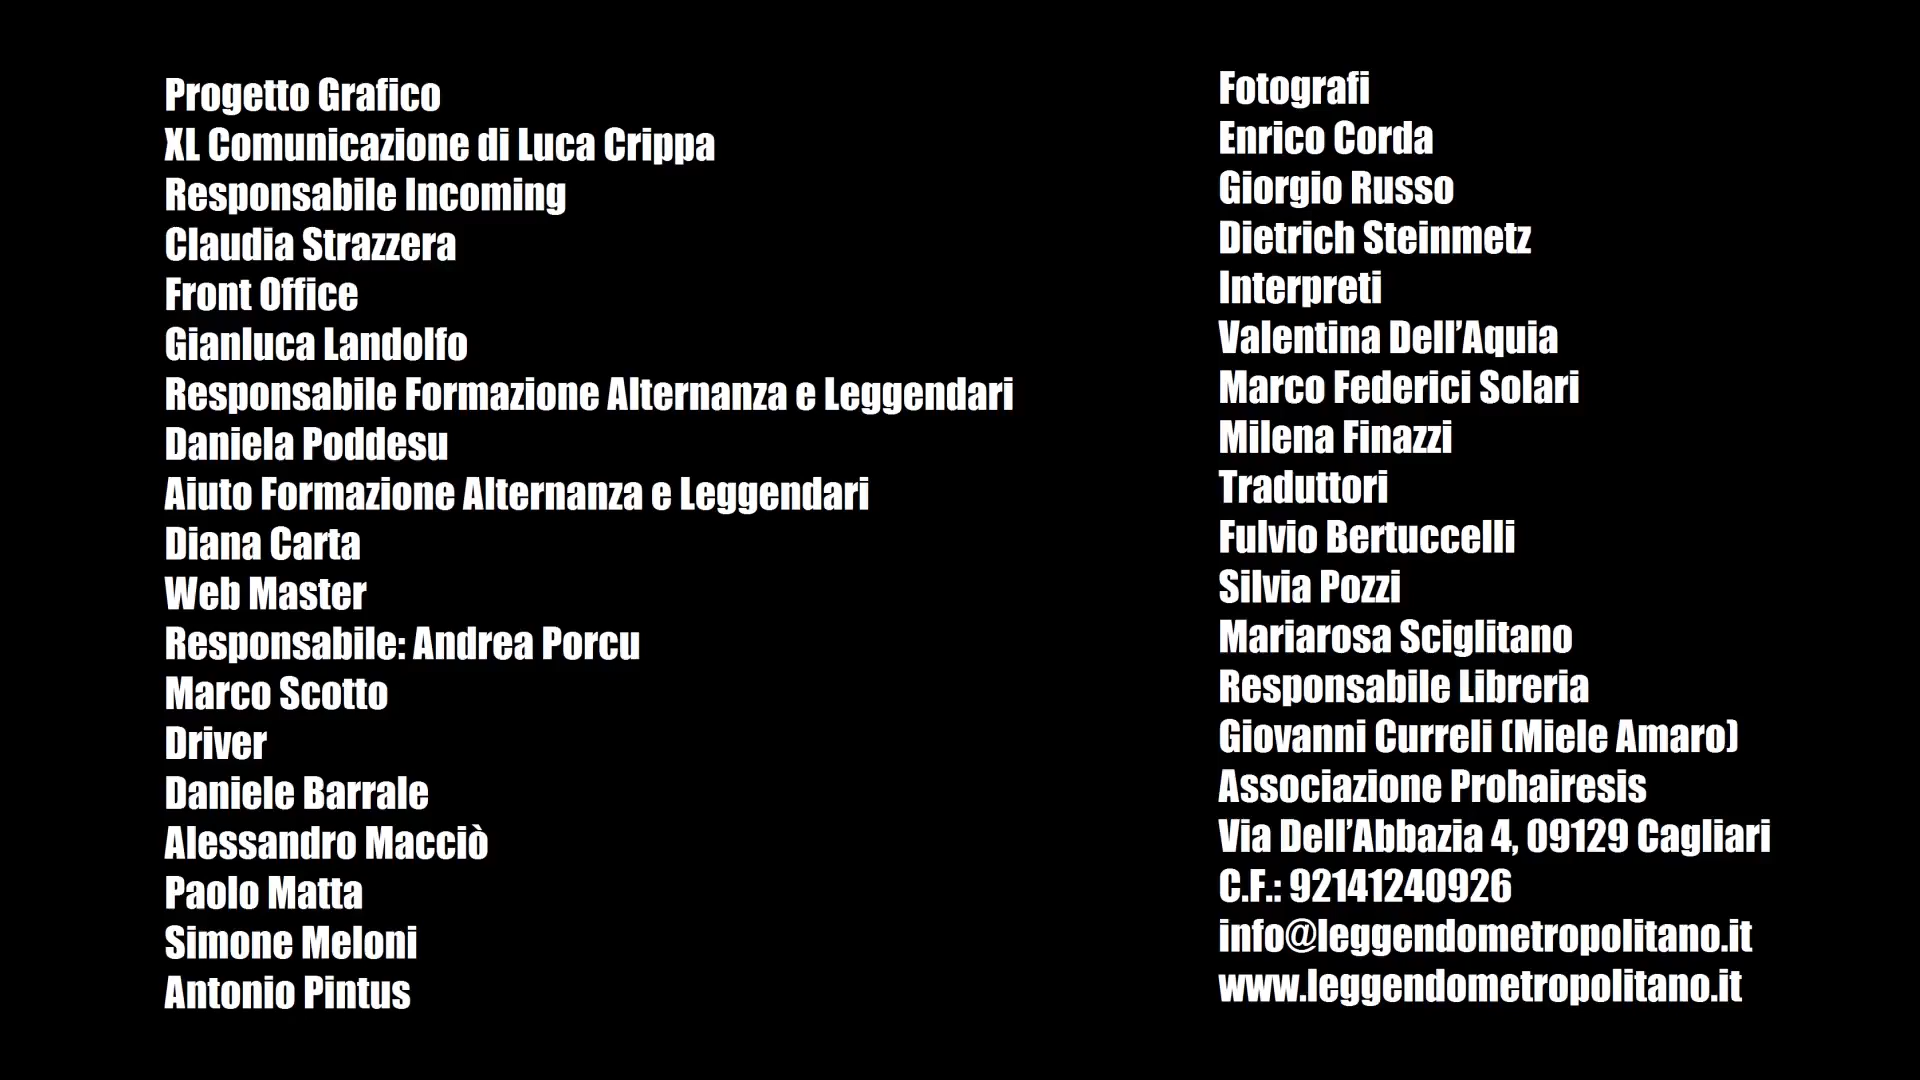 Progetto Grafico
XL Comunicazione di Luca Crippa
Responsabile Incoming
Claudia Strazzera
Front Office
Gianluca Landolfo
Responsabile Formazione Alternanza e Leggendari
Daniela Poddesu
Aiuto Formazione Alternanza e Leggendari
Diana Carta
Web Master
Responsabile: Andrea Porcu
Marco Scotto
Driver
Daniele Barrale
Alessandro Macciò
Paolo Matta
Simone Meloni
Antonio Pintus
Fotografi
Enrico Corda
Giorgio Russo
Dietrich Steinmetz
Interpreti
Valentina Dell’Aquia
Marco Federici Solari
Milena Finazzi
Traduttori
Fulvio Bertuccelli
Silvia Pozzi
Mariarosa Sciglitano
Responsabile Libreria
Giovanni Curreli (Miele Amaro)
Associazione Prohairesis
Via Dell’Abbazia 4, 09129 Cagliari
C.F.: 92141240926
info@leggendometropolitano.it
www.leggendometropolitano.it